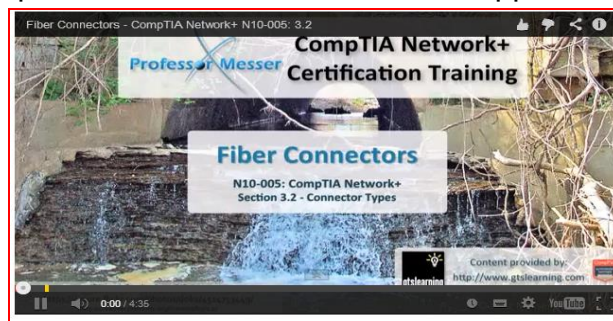 Fiber Connectors - CompTIA Network+ N10-005: 3.2
Professor Messer
CompTIA Network+
Certification Training
Fiber Connectors
N10-005: CompTIA Network+
Section 3.2 - Connector Types
gtslearning
Content provided by:
http://www.gtslearning.com
0:00 / 4:35
YouTube